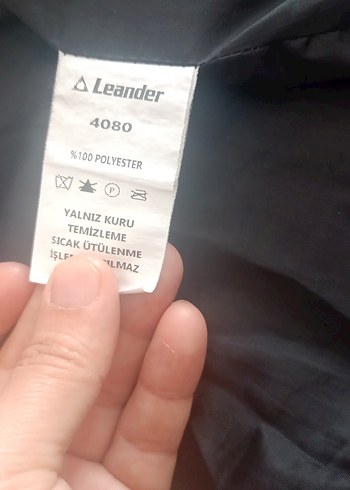 Leander
4080
%100 POLYESTER
P
YALNIZ KURU
TEMİZLEME
SICAK ÜTÜLENME